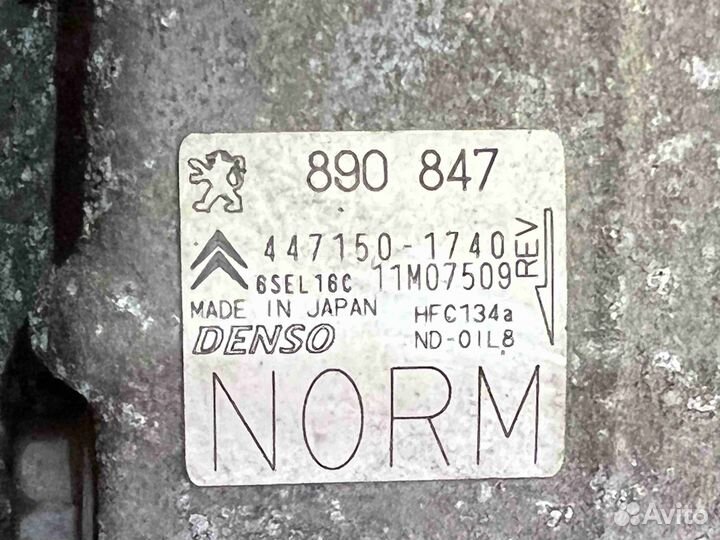 890 847
447150-1740
6SEL16C 11M07509
REV
MADE IN JAPAN HFC134a
DENSO ND-OIL8
NORM
Avito